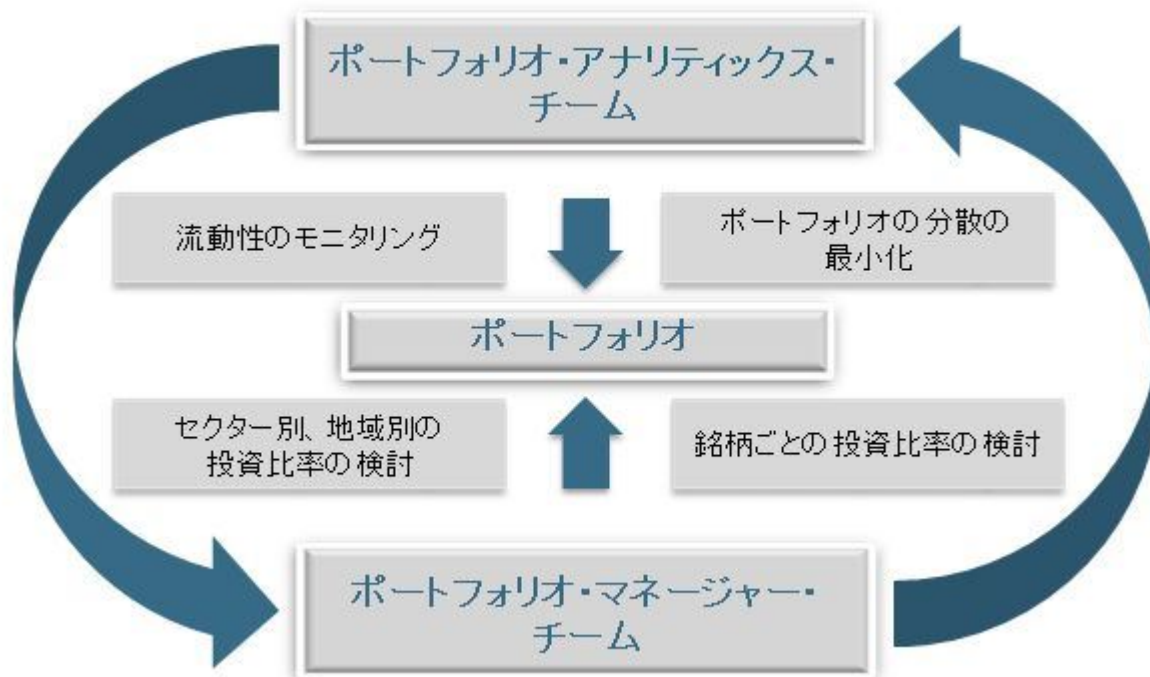 ポートフォリオ・アナリティックス・
チーム
流動性のモニタリング
ポートフォリオの分散の
最小化
ポートフォリオ
セクター別、地域別の
投資比率の検討
銘柄ごとの投資比率の検討
ポートフォリオ・マネージャー・
チーム